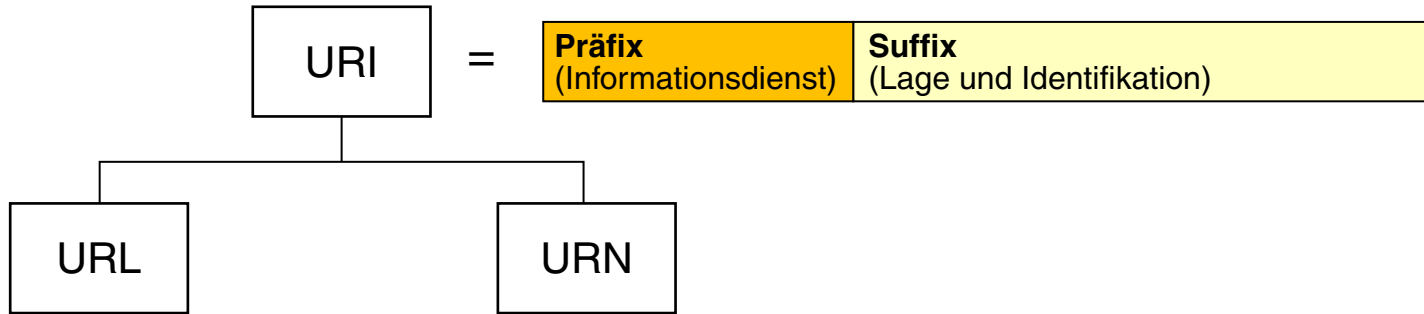 URI
=
Präfix
(Informationsdienst)
Suffix
(Lage und Identifikation)
URL
URN